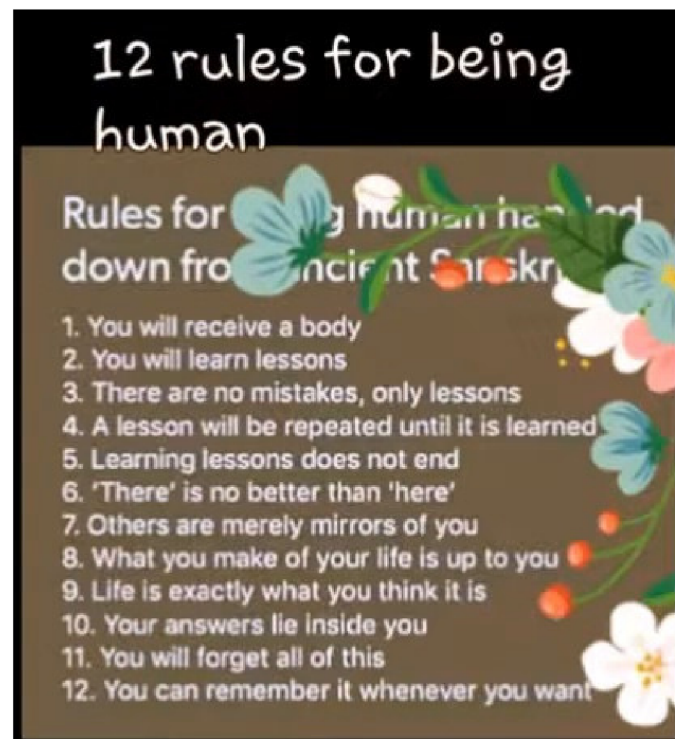 12 rules for being
human
Rules for human
down
1. You will receive a body
2. You will learn lessons
3. There are no mistakes, only lessons
4. A lesson will be repeated until it is learned
5. Learning lessons does not end
6. 'There' is no better than 'here'
7. Others are merely mirrors of you
8. What you make of your life is up to you
9. Life is exactly what you think it is
10. Your answers lie inside you
11. You will forget all of this
12. You can remember it whenever you want